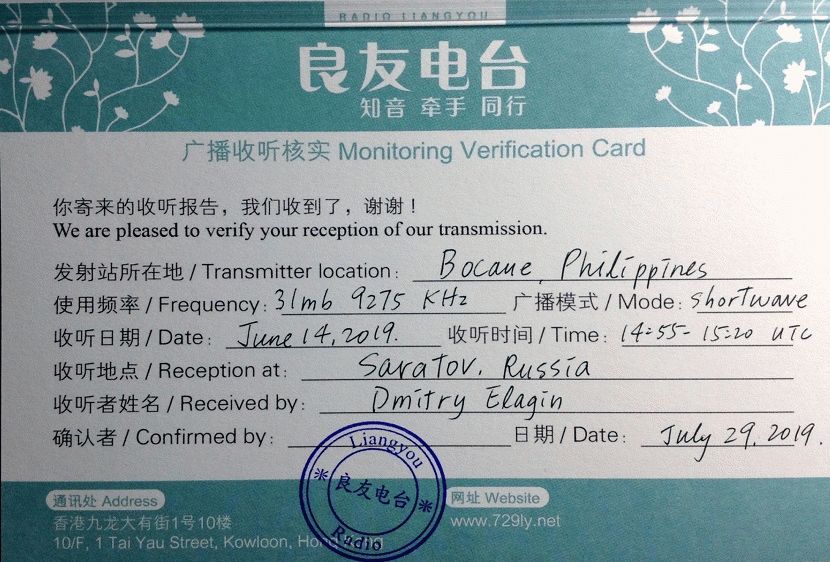 RADIO LIANGYOU
良友电台
知音 牵手 同行
广播收听核实 Monitoring Verification Card
你寄来的收听报告，我们收到了，谢谢！
We are pleased to verify your reception of our transmission.
发射站所在地 / Transmitter location: Bocaue, Philippines
使用频率 / Frequency: 31mb 9275 KHz 广播模式 / Mode: shortwave
收听日期 / Date: June 14, 2019. 收听时间 / Time: 14:55-15:20 UTC
收听地点 / Reception at: Saratov, Russia
收听者姓名 / Received by: Dmitry Elagin
确认者 / Confirmed by: 日期 / Date: July 29, 2019.
Liangyou
良友电台
Radio
通讯处 Address 网址 Website
香港九龙大有街1号10楼 www.729ly.net
10/F, 1 Tai Yau Street, Kowloon, Hong Kong